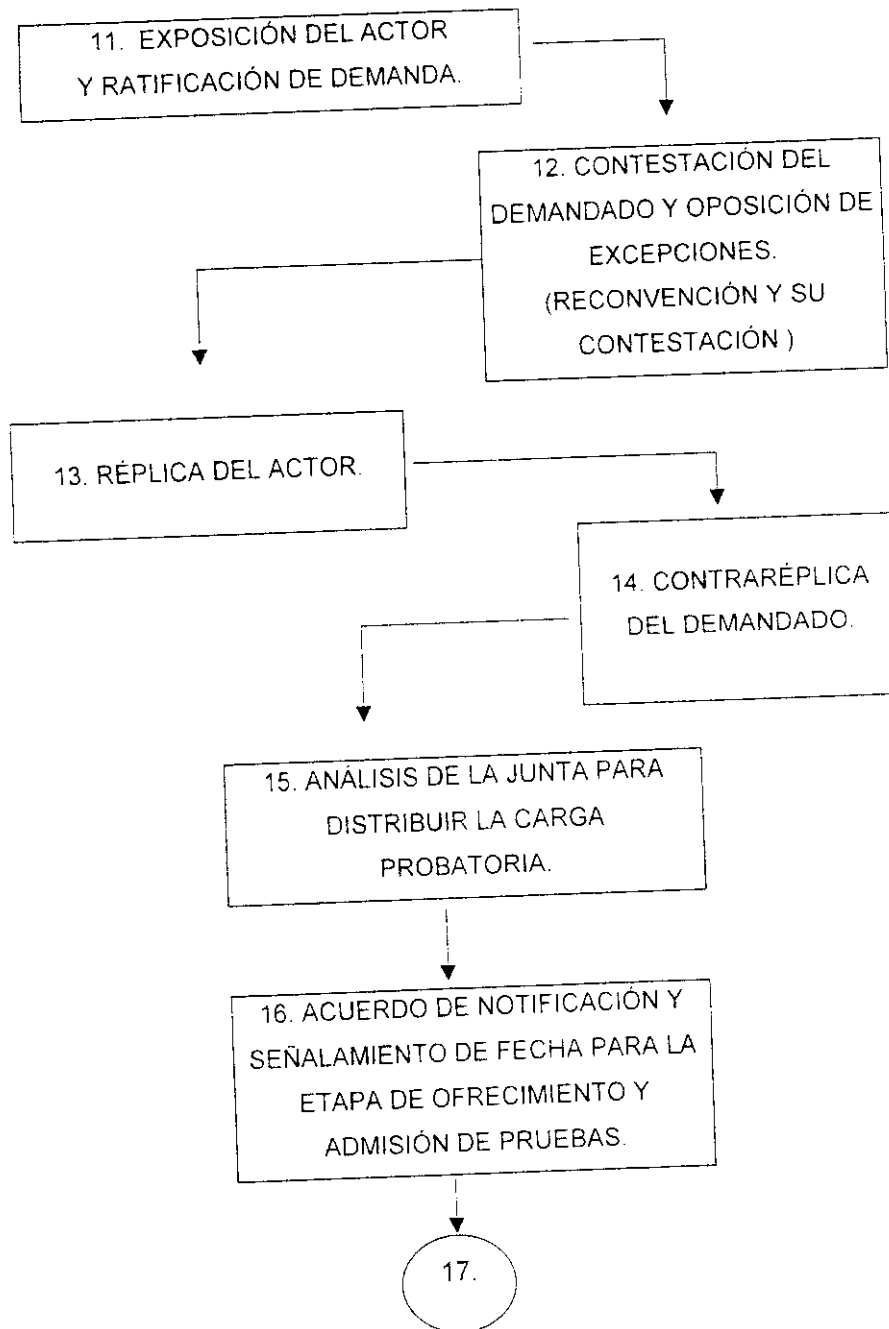 11. EXPOSICIÓN DEL ACTOR
Y RATIFICACIÓN DE DEMANDA.
12. CONTESTACIÓN DEL
DEMANDADO Y OPOSICIÓN DE
EXCEPCIONES.
(RECONVENCIÓN Y SU
CONTESTACIÓN )
13. RÉPLICA DEL ACTOR.
14. CONTRARÉPLICA
DEL DEMANDADO.
15. ANÁLISIS DE LA JUNTA PARA
DISTRIBUIR LA CARGA
PROBATORIA.
16. ACUERDO DE NOTIFICACIÓN Y
SEÑALAMIENTO DE FECHA PARA LA
ETAPA DE OFRECIMIENTO Y
ADMISIÓN DE PRUEBAS.
17.